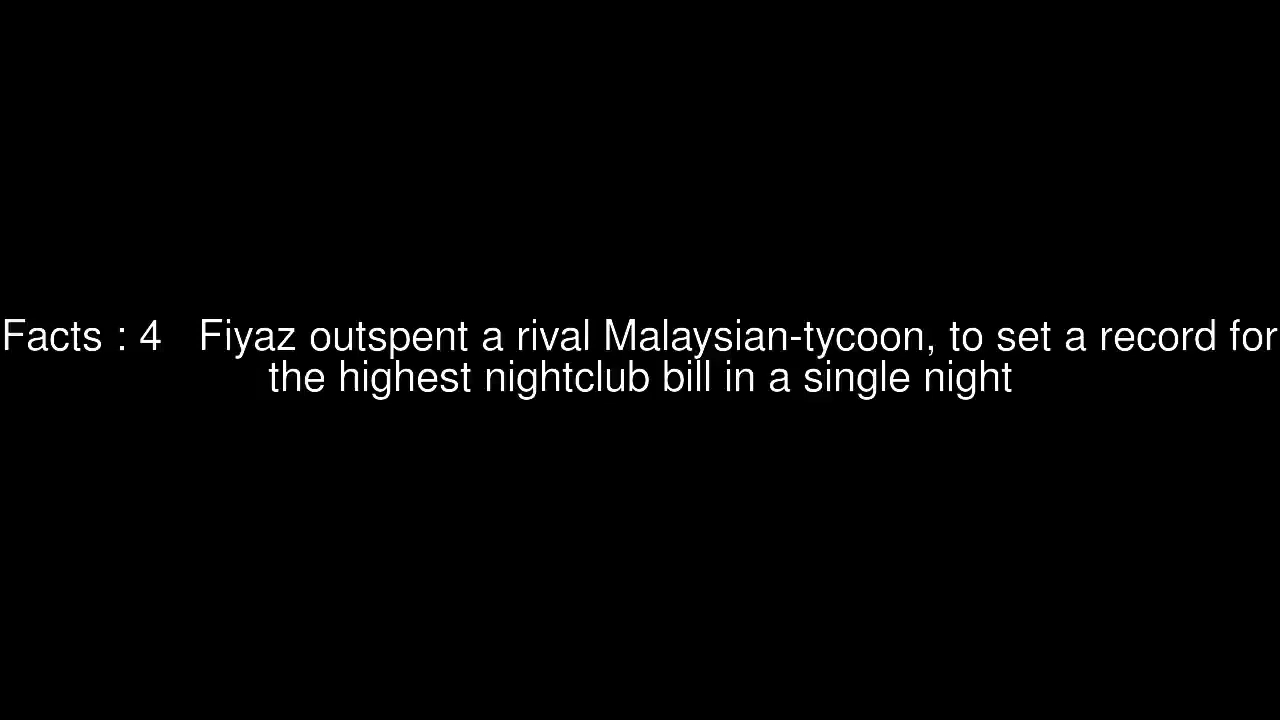 Facts : 4   Fiyaz outspent a rival Malaysian-tycoon, to set a record for
the highest nightclub bill in a single night